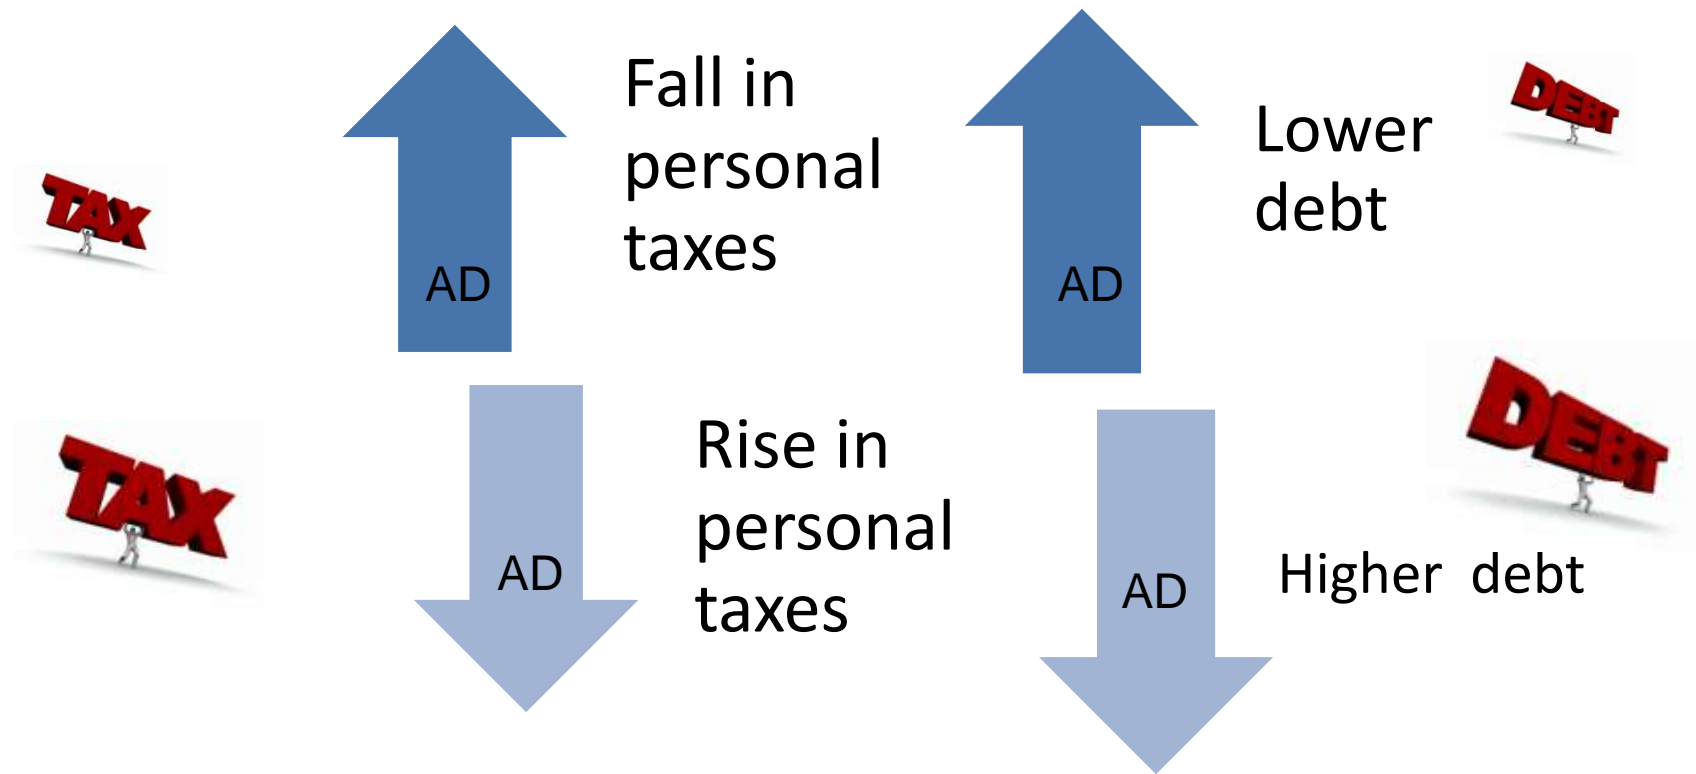 TAX
AD
Fall in
personal
taxes
AD
Lower
debt
DEBT
TAX
AD
Rise in
personal
taxes
AD
Higher debt
DEBT